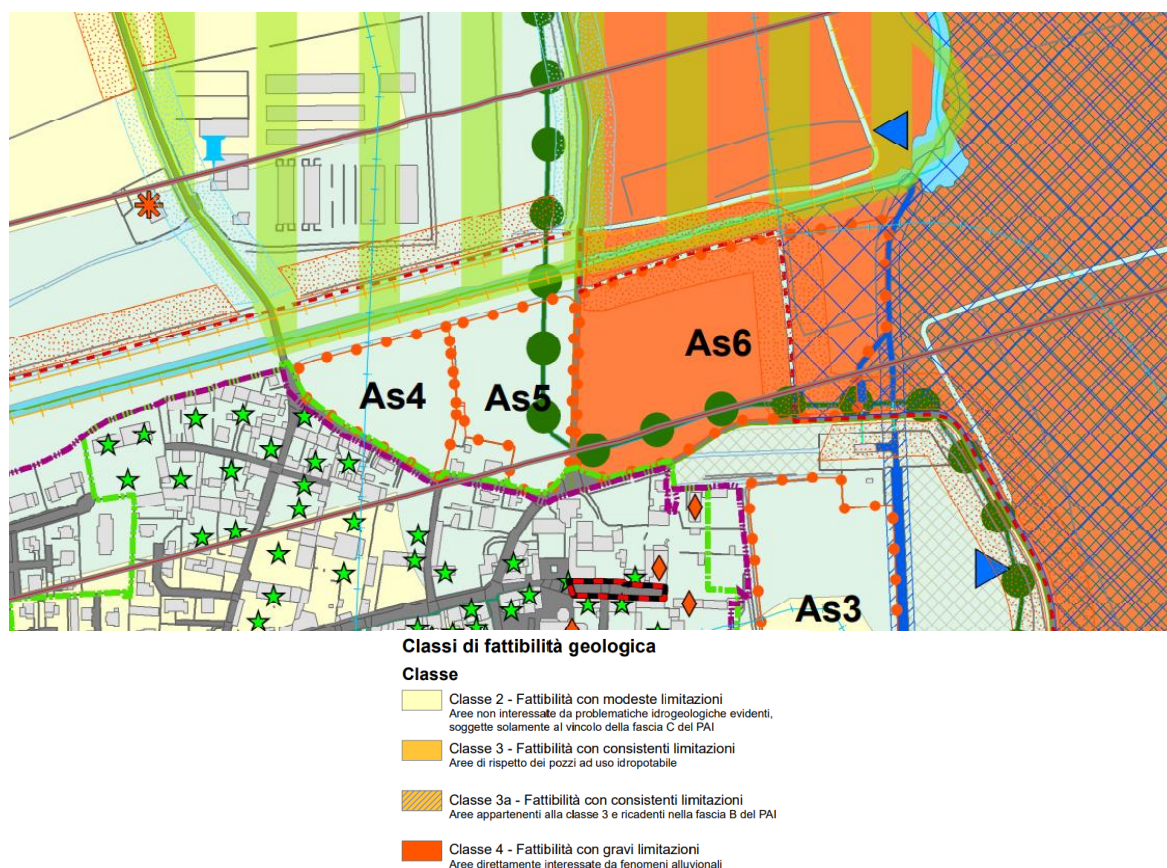 As6
As4
As5
As3
Classi di fattibilità geologica
Classe
Classe 2 - Fattibilità con modeste limitazioni
Aree non interessate da problematiche idrogeologiche evidenti,
soggette solamente al vincolo della fascia C del PAI
Classe 3 - Fattibilità con consistenti limitazioni
Aree di rispetto dei pozzi ad uso idropotabile
Classe 3a - Fattibilità con consistenti limitazioni
Aree appartenenti alla classe 3 e ricadenti nella fascia B del PAI
Classe 4 - Fattibilità con gravi limitazioni
Aree direttamente interessate da fenomeni alluvionali